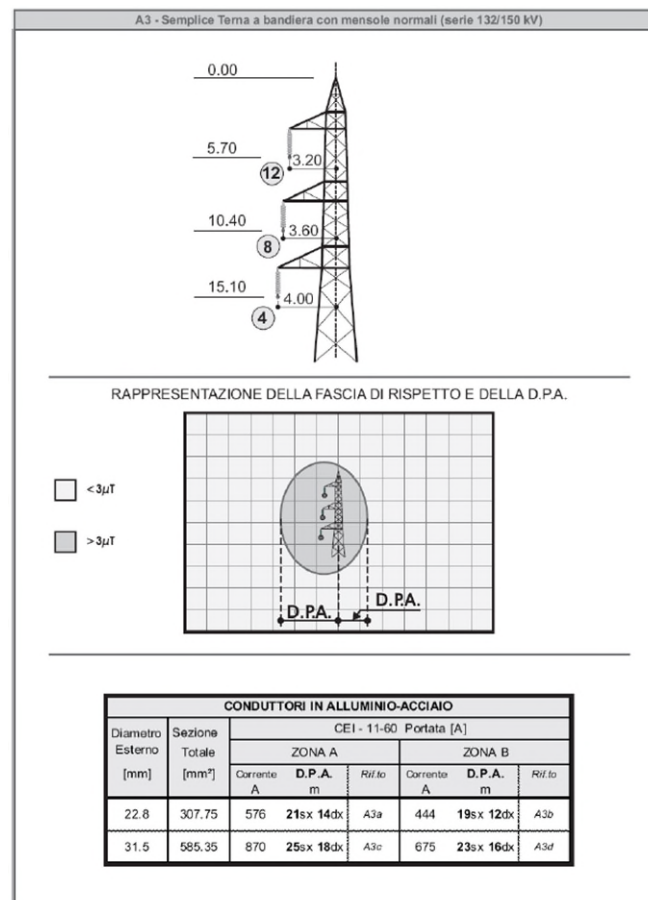 A3 - Semplice Terna a bandiera con mensole normali (serie 132/150 kV)
0.00
5.70
3.20
12
10.40
3.60
8
15.10
4.00
4
RAPPRESENTAZIONE DELLA FASCIA DI RISPETTO E DELLA D.P.A.
<3µT
>3µT
D.P.A.
D.P.A.
CONDUTTORI IN ALLUMINIO-ACCIAIO
Diametro Esterno [mm] Sezione Totale [mm²] CEI - 11-60 Portata [A]
ZONA A ZONA B
Corrente A D.P.A. m Rif.to Corrente A D.P.A. m Rif.to
22.8 307.75 576 21sx 14dx A3a 444 19sx 12dx A3b
31.5 585.35 870 25sx 18dx A3c 675 23sx 16dx A3d